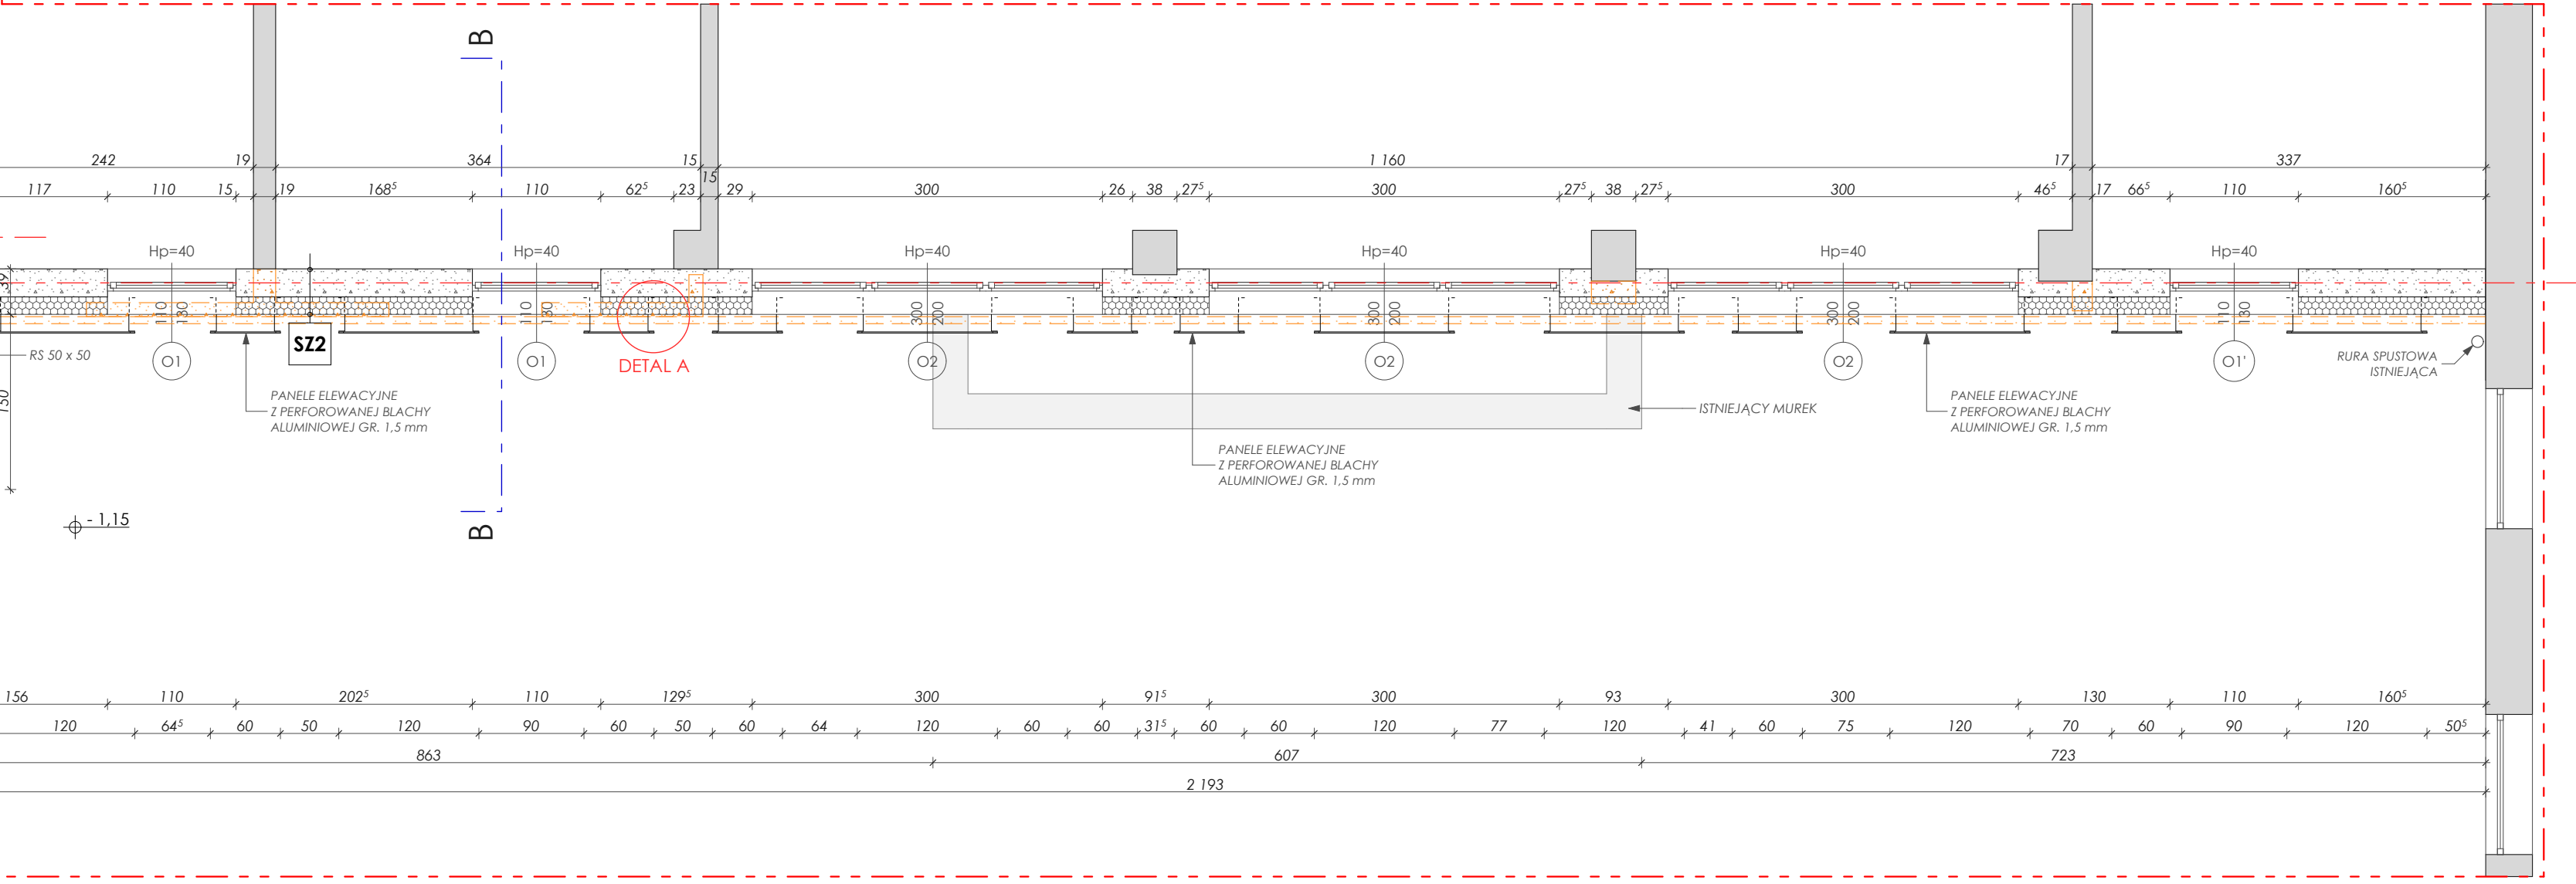 B
242 19 364 15 1 160 17 337
15
117 110 15 19 168⁵ 110 62⁵ 23 29 300 26 38 27⁵ 300 27⁵ 38 27⁵ 300 46⁵ 17 66⁵ 110 160⁵
Hp=40 Hp=40 Hp=40 Hp=40 Hp=40 Hp=40
39
110 130 110 130 300 200 300 200 300 200 110 130
SZ2
RS 50 x 50
O1 O1 O2 O2 O2 O1'
DETAL A
RURA SPUSTOWA
ISTNIEJĄCA
150
PANELE ELEWACYJNE
Z PERFOROWANEJ BLACHY
ALUMINIOWEJ GR. 1,5 mm
ISTNIEJĄCY MUREK
PANELE ELEWACYJNE
Z PERFOROWANEJ BLACHY
ALUMINIOWEJ GR. 1,5 mm
PANELE ELEWACYJNE
Z PERFOROWANEJ BLACHY
ALUMINIOWEJ GR. 1,5 mm
- 1,15
B
156 110 202⁵ 110 129⁵ 300 91⁵ 300 93 300 130 110 160⁵
120 64⁵ 60 50 120 90 60 50 60 64 120 60 60 31⁵ 60 60 120 77 120 41 60 75 120 70 60 90 120 50⁵
863 607 723
2 193